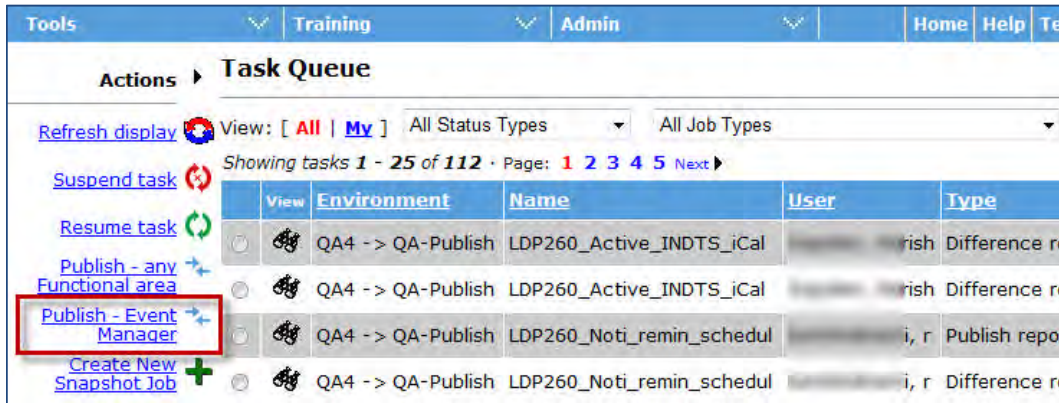 Tools Training Admin Home Help
Actions Task Queue
Refresh display View: [ All | My ] All Status Types All Job Types
Showing tasks 1 - 25 of 112 · Page: 1 2 3 4 5 Next
Suspend task
View Environment Name User Type
Resume task
QA4 -> QA-Publish LDP260_Active_INDTS_iCal rish Difference
Publish - any
Functional area
QA4 -> QA-Publish LDP260_Active_INDTS_iCal rish Difference
Publish - Event
Manager
QA4 -> QA-Publish LDP260_Noti_remin_schedul i, r Publish repo
Create New
Snapshot Job
QA4 -> QA-Publish LDP260_Noti_remin_schedul i, r Difference